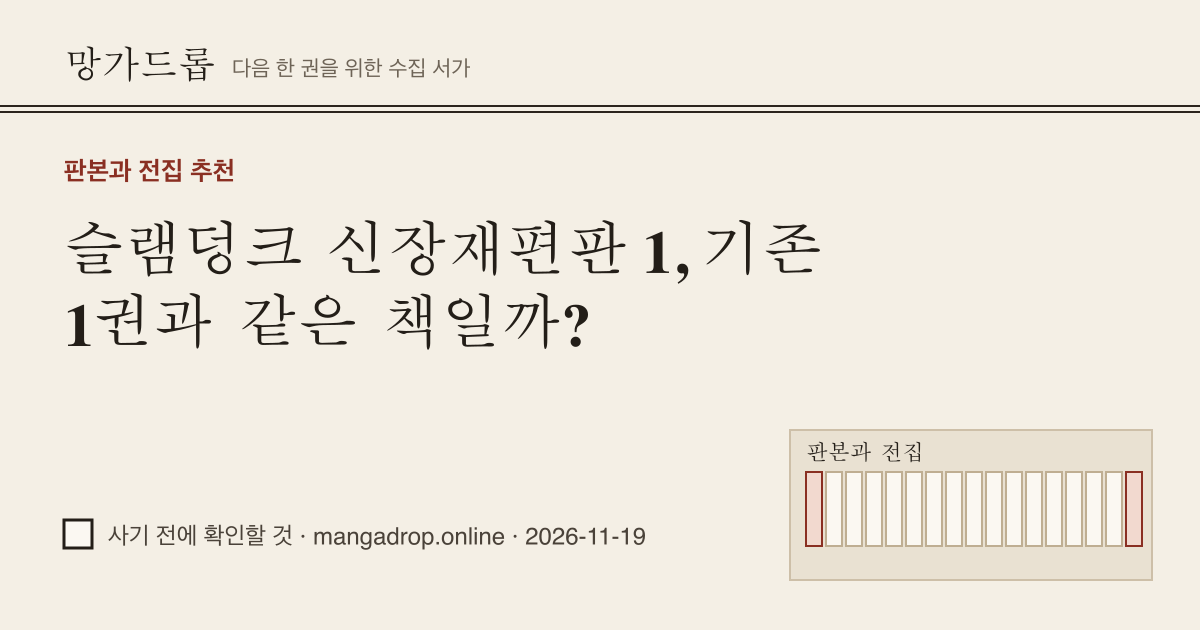 망가드롭 다음 한 권을 위한 수집 서가
판본과 전집 추천
슬램덩크 신장재편판 1, 기존
1권과 같은 책일까?
판본과 전집
사기 전에 확인할 것 · mangadrop.online · 2026-11-19